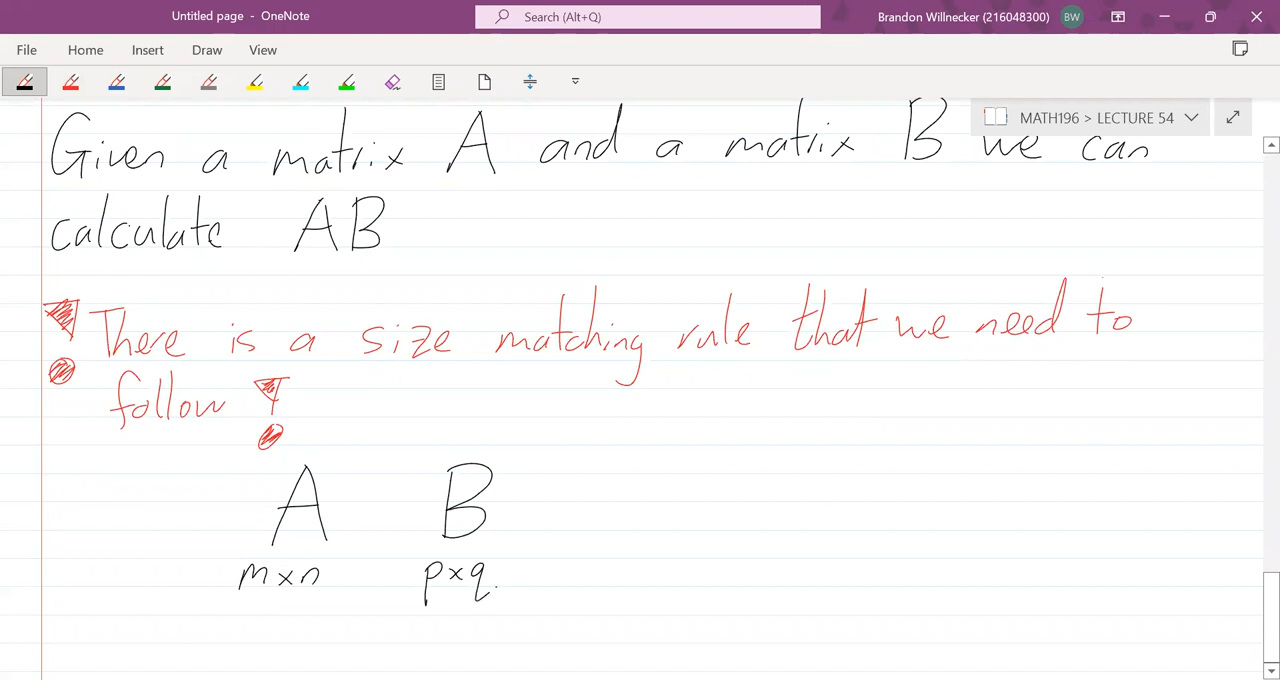 Untitled page - OneNote
Search (Alt+Q)
Brandon Willnecker (216048300)
BW
File Home Insert Draw View
MATH196 > LECTURE 54
Given a matrix A and a matrix B we can
calculate AB
! There is a size matching rule that we need to
follow !
A B
m×n p×q